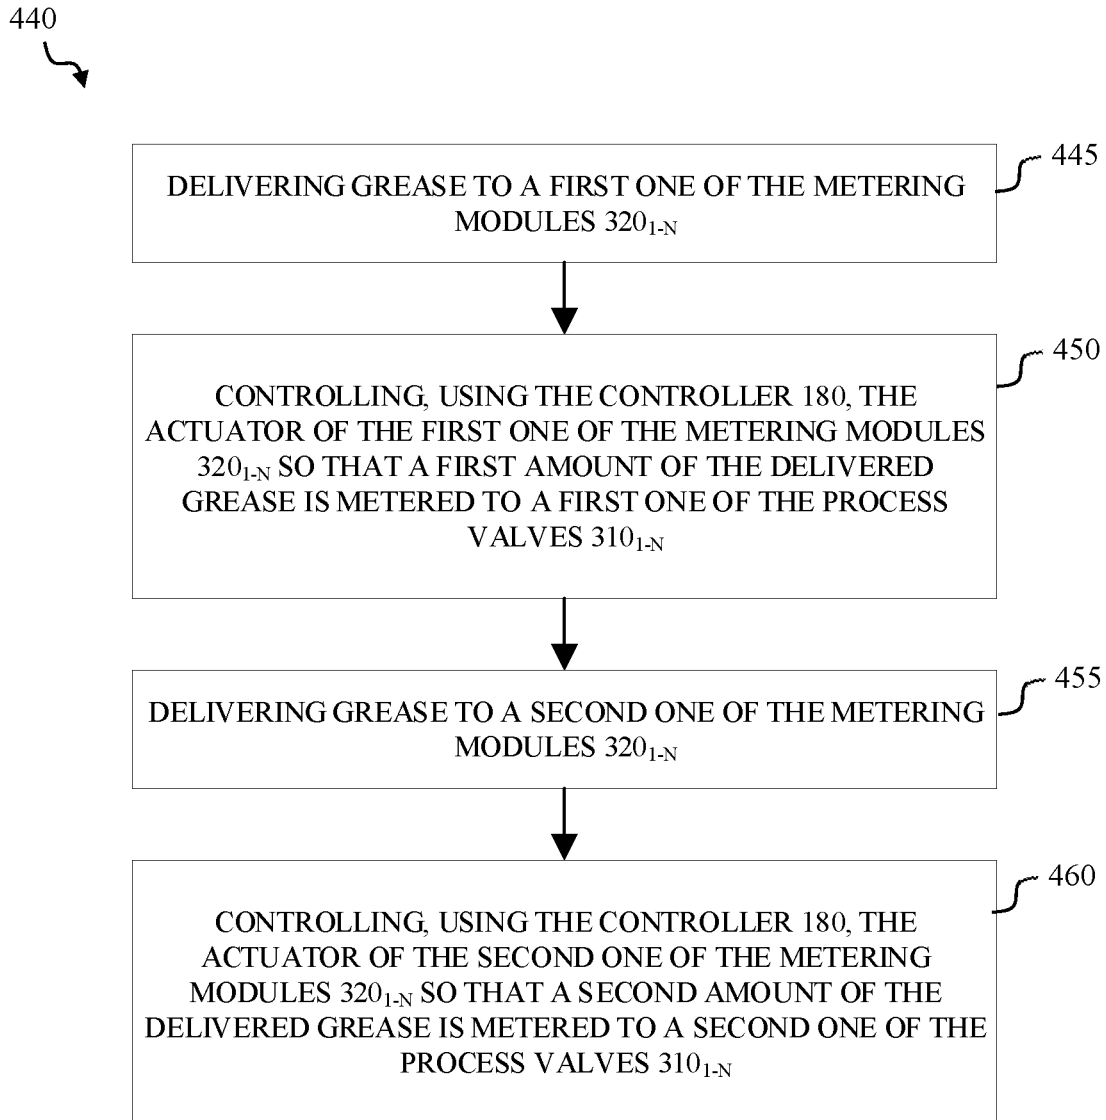 440
445
DELIVERING GREASE TO A FIRST ONE OF THE METERING
MODULES 320₁₋N
450
CONTROLLING, USING THE CONTROLLER 180, THE
ACTUATOR OF THE FIRST ONE OF THE METERING MODULES
320₁₋N SO THAT A FIRST AMOUNT OF THE DELIVERED
GREASE IS METERED TO A FIRST ONE OF THE PROCESS
VALVES 310₁₋N
455
DELIVERING GREASE TO A SECOND ONE OF THE METERING
MODULES 320₁₋N
460
CONTROLLING, USING THE CONTROLLER 180, THE
ACTUATOR OF THE SECOND ONE OF THE METERING
MODULES 320₁₋N SO THAT A SECOND AMOUNT OF THE
DELIVERED GREASE IS METERED TO A SECOND ONE OF THE
PROCESS VALVES 310₁₋N